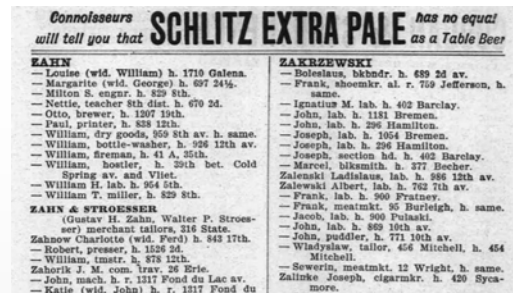 Connoisseurs
will tell you that
SCHLITZ EXTRA PALE
has no equal
as a Table Beer
ZAHN
— Louise (wid. William) h. 1710 Galena.
— Margarite (wid. George) h. 697 24½.
— Milton S. engnr. h. 829 8th.
— Nettie, teacher 8th dist. h. 670 2d.
— Otto, brewer, h. 1207 19th.
— Paul, printer, h. 838 12th.
— William, dry goods, 959 8th av. h. same.
— William, bottle-washer, h. 926 12th av.
— William, fireman, h. 41 A, 35th.
— William, hostler, h. 39th bet. Cold
Spring av. and Vliet.
— William H. lab. h. 954 5th.
— William T. miller, h. 829 8th.
ZAHN & STROESSER
(Gustav H. Zahn, Walter P. Stroes-
ser) merchant tailors, 316 State.
Zahnow Charlotte (wid. Ferd) h. 843 17th.
— Robert, presser, h. 1526 2d.
— William, tmstr. h. 878 12th.
Zahorik J. M. com. trav. 26 Erie.
— John, mach. h. r. 1317 Fond du Lac av.
— Katie (wid. John) h. r. 1317 Fond du
ZAKRZEWSKI
— Boleslaus, bkbndr. h. 689 2d av.
— Frank, shoemkr. al. r. 759 Jefferson, h.
same.
— Ignatius M. lab. h. 402 Barclay.
— John, lab. h. 1181 Bremen.
— John, lab. h. 296 Hamilton.
— Joseph, lab. h. 1054 Bremen.
— Joseph, lab. h. 296 Hamilton.
— Joseph, section hd. h. 402 Barclay.
— Marcel, blksmith. h. 377 Becher.
Zalenski Ladislaus, lab. h. 986 12th av.
Zalewski Albert, lab. h. 762 7th av.
— Frank, lab. h. 900 Fratney.
— Frank, meatmkt. 95 Burleigh, h. same.
— Jacob, lab. h. 900 Pulaski.
— John, lab. h. 869 10th av.
— John, puddler, h. 771 10th av.
— Wladyslaw, tailor, 456 Mitchell, h. 454
Mitchell.
— Sewerin, meatmkt. 12 Wright, h. same.
Zalinke Joseph, cigarmkr. h. 420 Syca-
more.